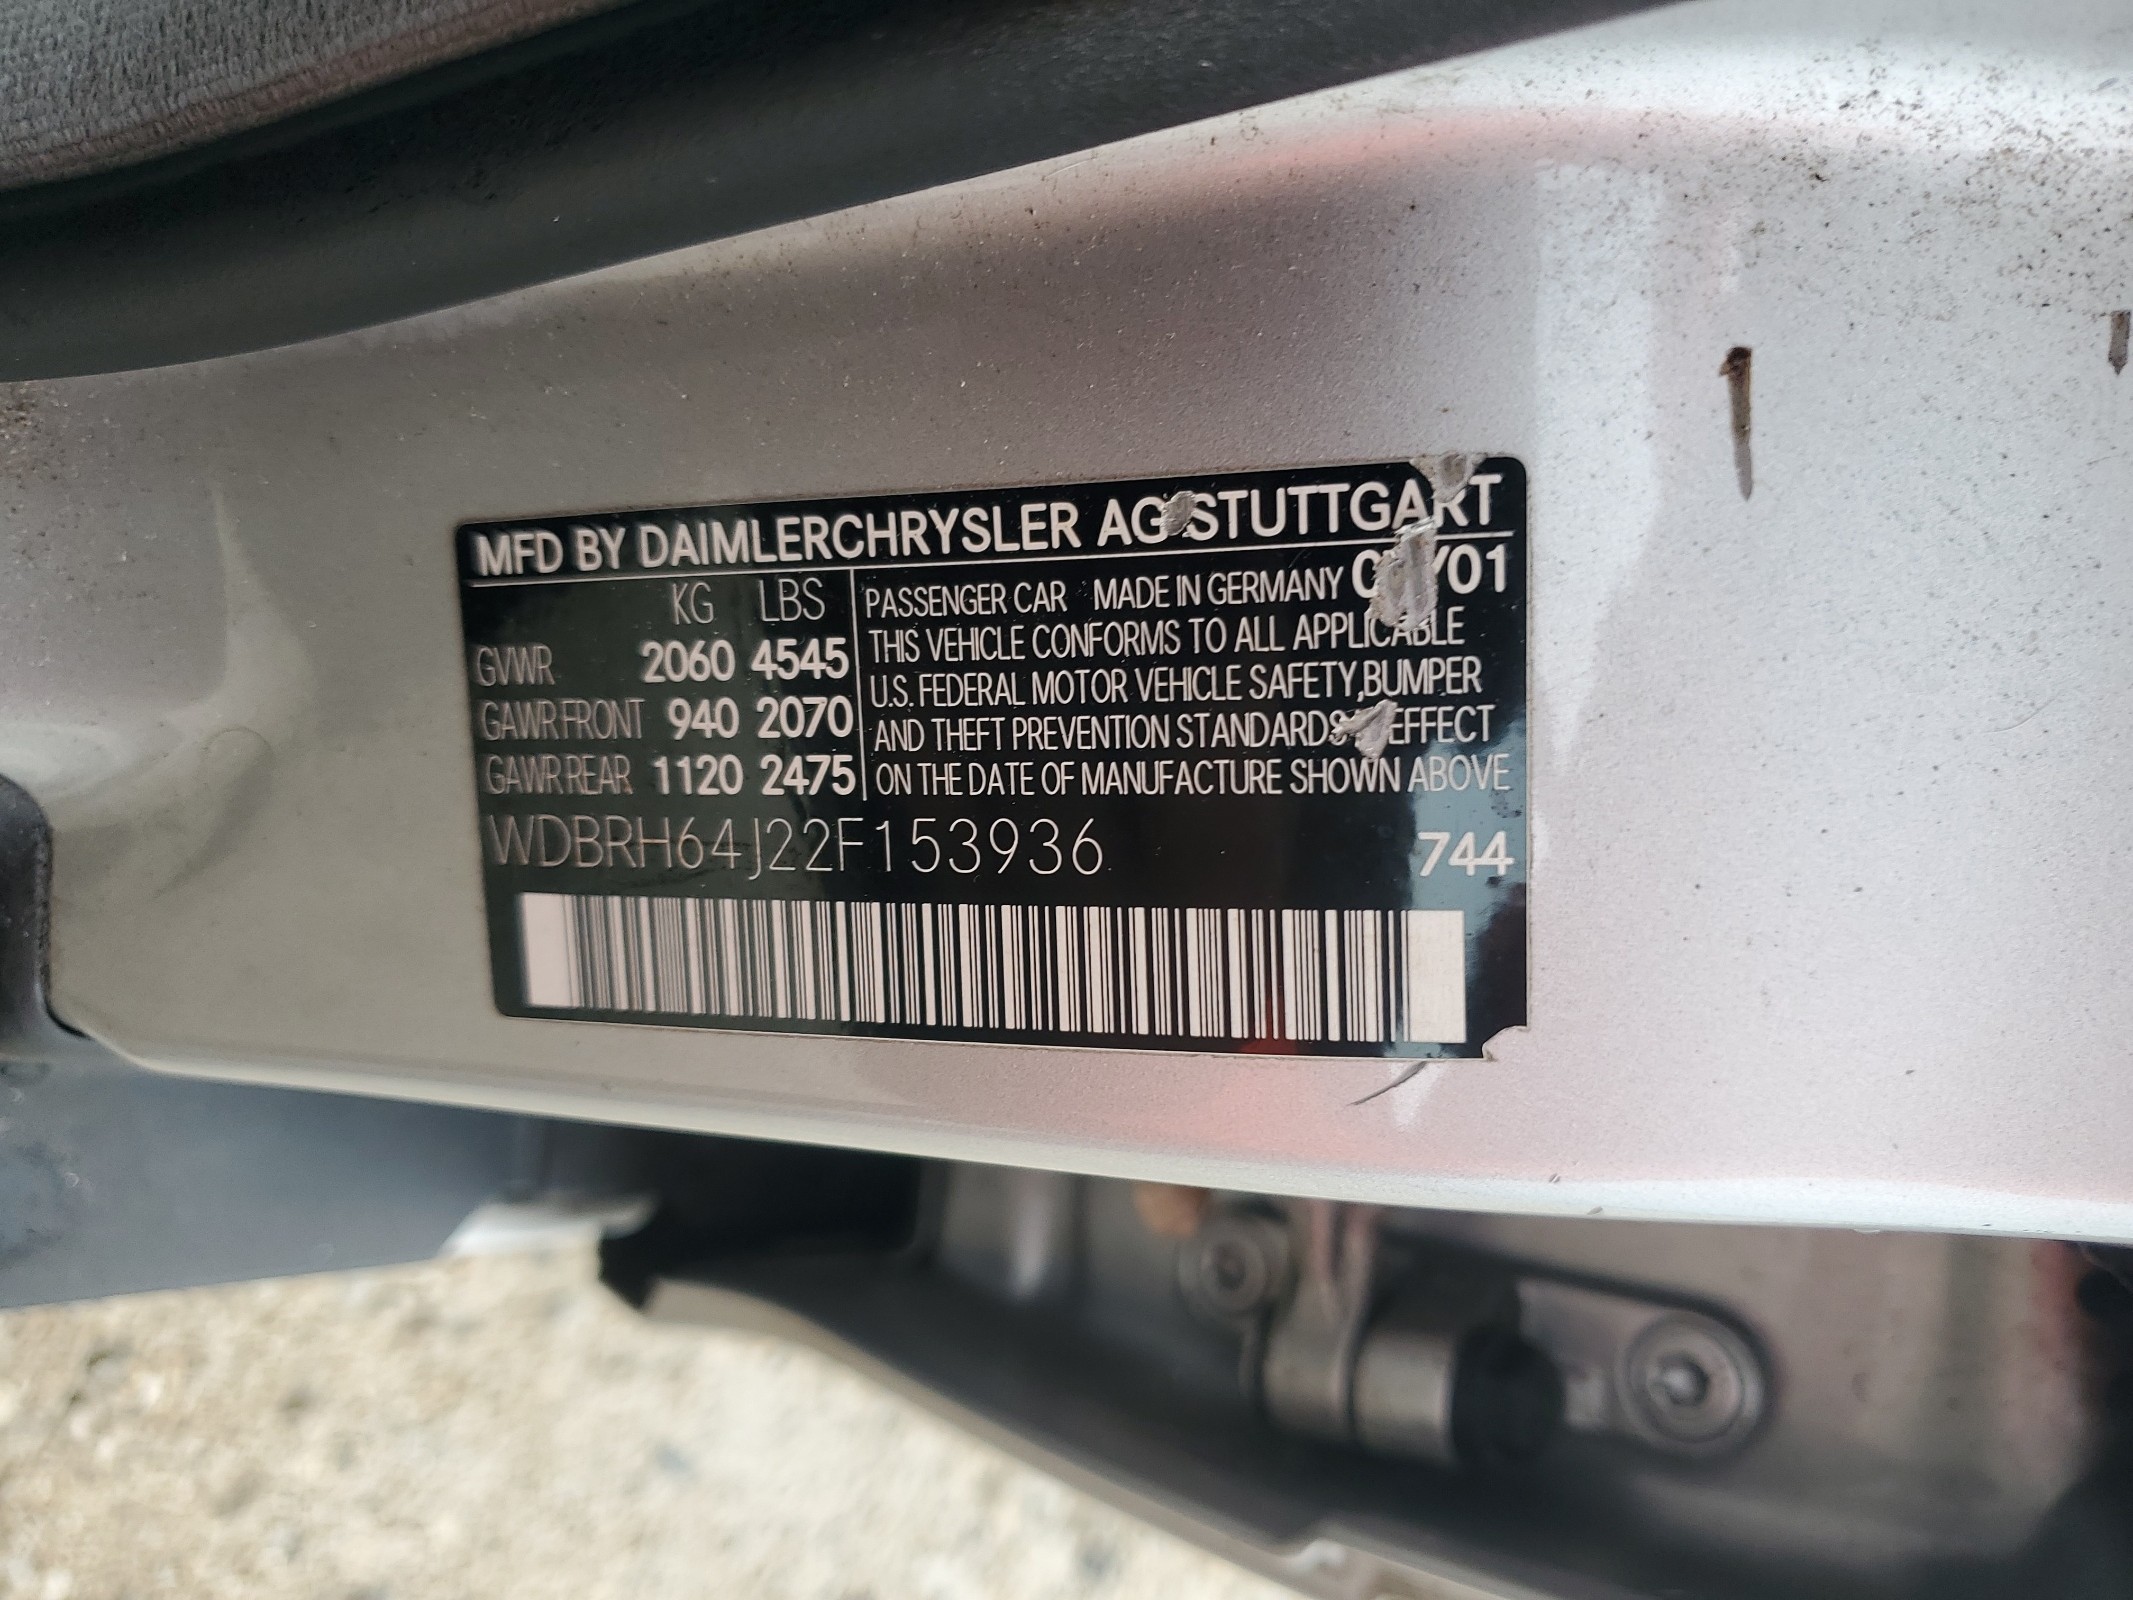 MFD BY DAIMLERCHRYSLER AG STUTTGART
KG LBS
GVWR 2060 4545
GAWR FRONT 940 2070
GAWR REAR 1120 2475
PASSENGER CAR MADE IN GERMANY
THIS VEHICLE CONFORMS TO ALL APPLICABLE
U.S. FEDERAL MOTOR VEHICLE SAFETY, BUMPER
AND THEFT PREVENTION STANDARDS EFFECT
ON THE DATE OF MANUFACTURE SHOWN ABOVE
WDBRH64J22F153936 744